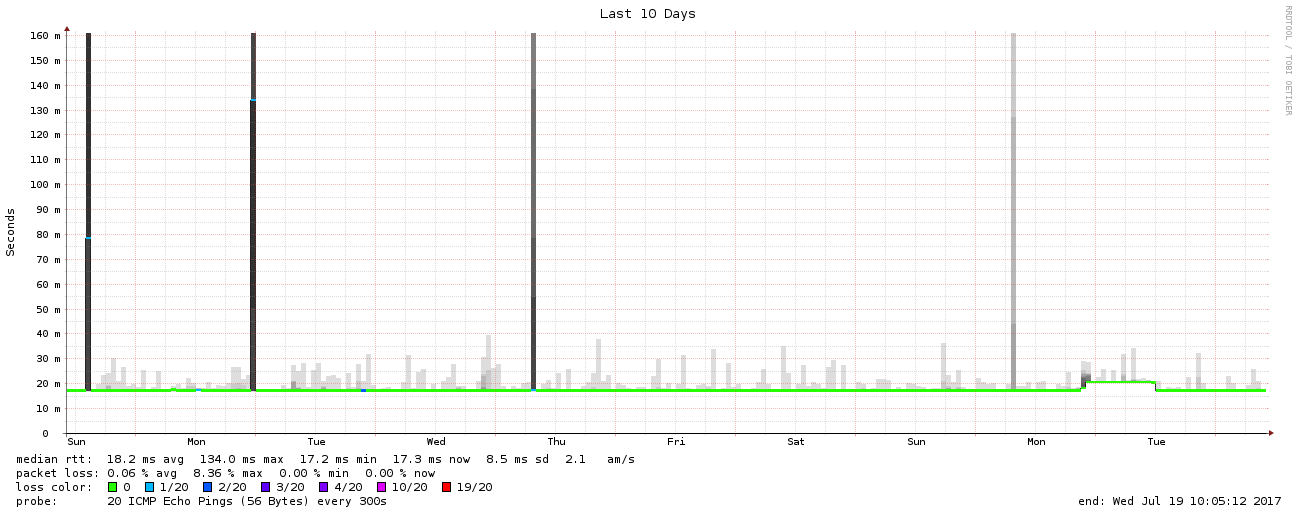 Last 10 Days
RRDTOOL / TOBI OETIKER
Seconds
160 m
150 m
140 m
130 m
120 m
110 m
100 m
90 m
80 m
70 m
60 m
50 m
40 m
30 m
20 m
10 m
0
Sun Mon Tue Wed Thu Fri Sat Sun Mon Tue
median rtt: 18.2 ms avg 134.0 ms max 17.2 ms min 17.3 ms now 8.5 ms sd 2.1 am/s
packet loss: 0.06 % avg 8.36 % max 0.00 % min 0.00 % now
loss color: 0 1/20 2/20 3/20 4/20 10/20 19/20
probe: 20 ICMP Echo Pings (56 Bytes) every 300s end: Wed Jul 19 10:05:12 2017